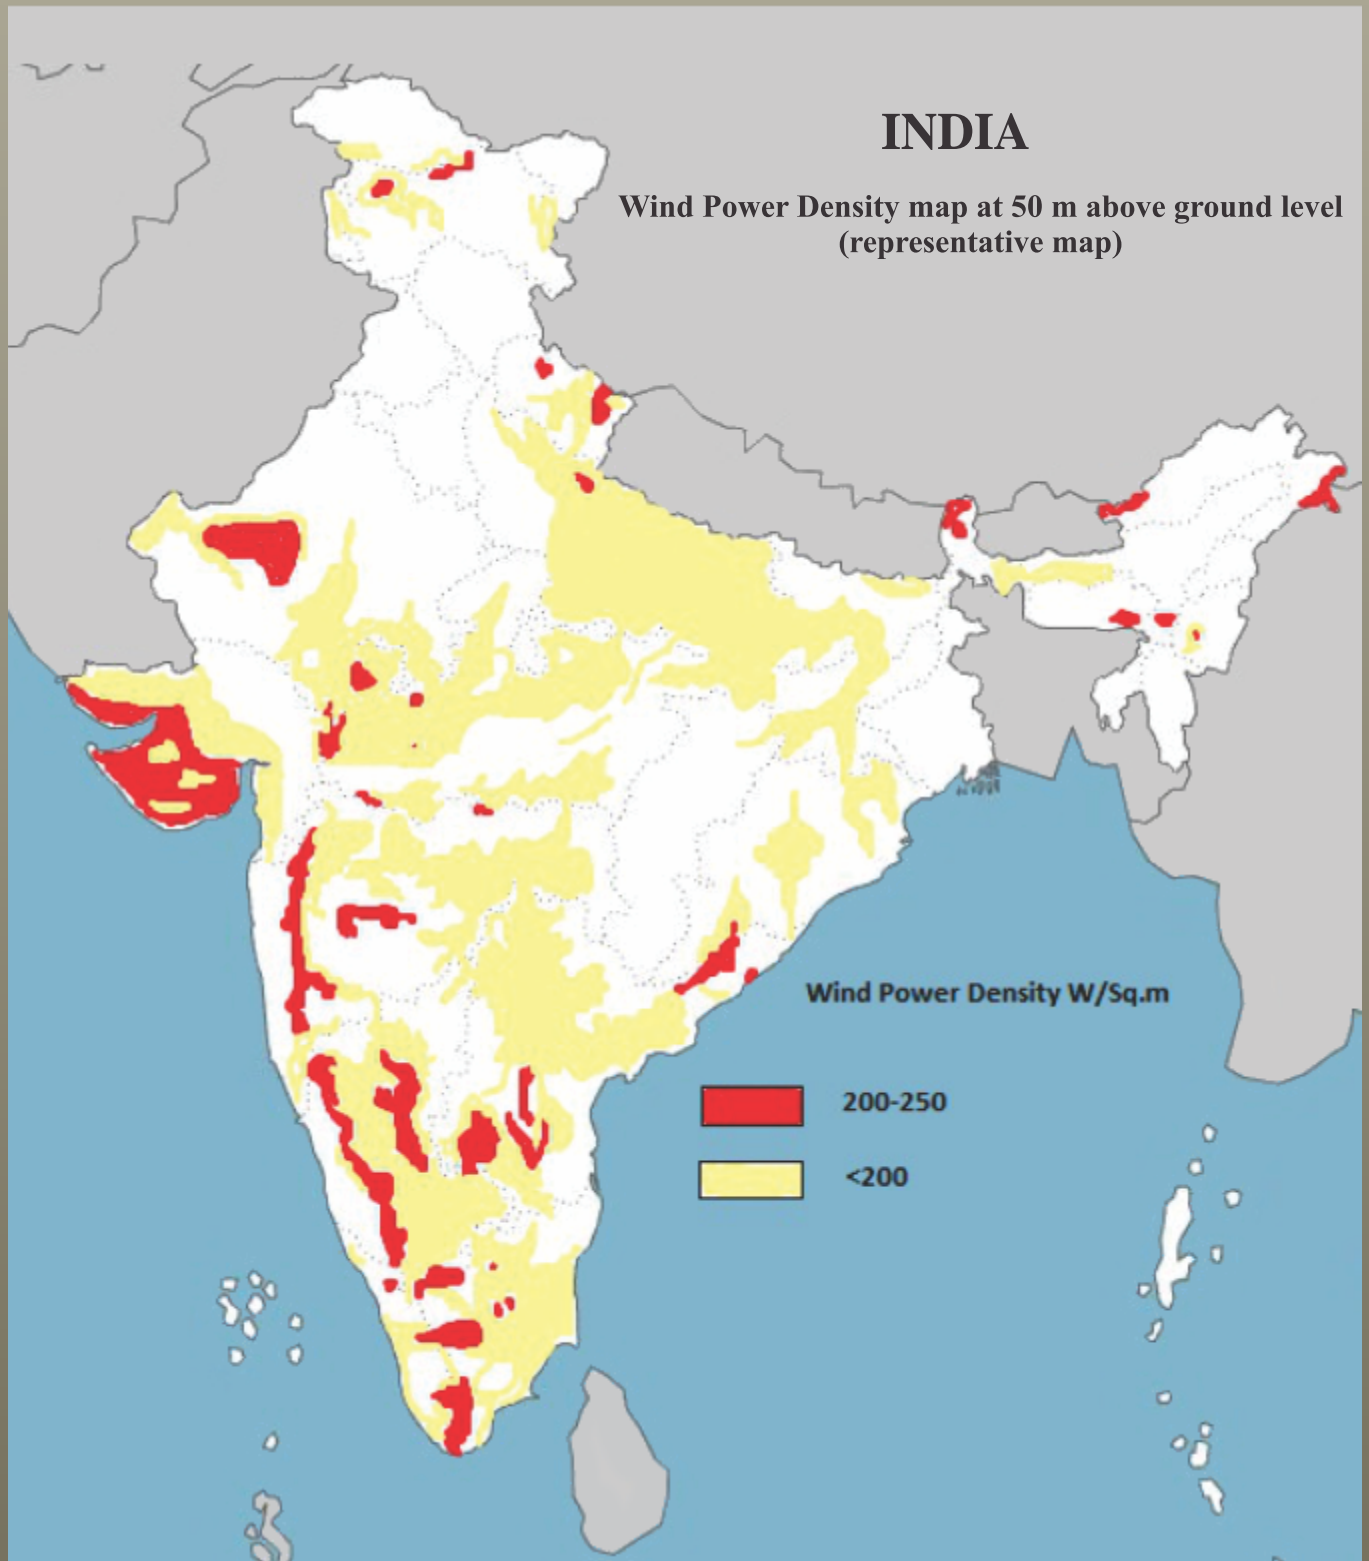 INDIA
Wind Power Density map at 50 m above ground level
(representative map)
Wind Power Density W/Sq.m
200-250
<200